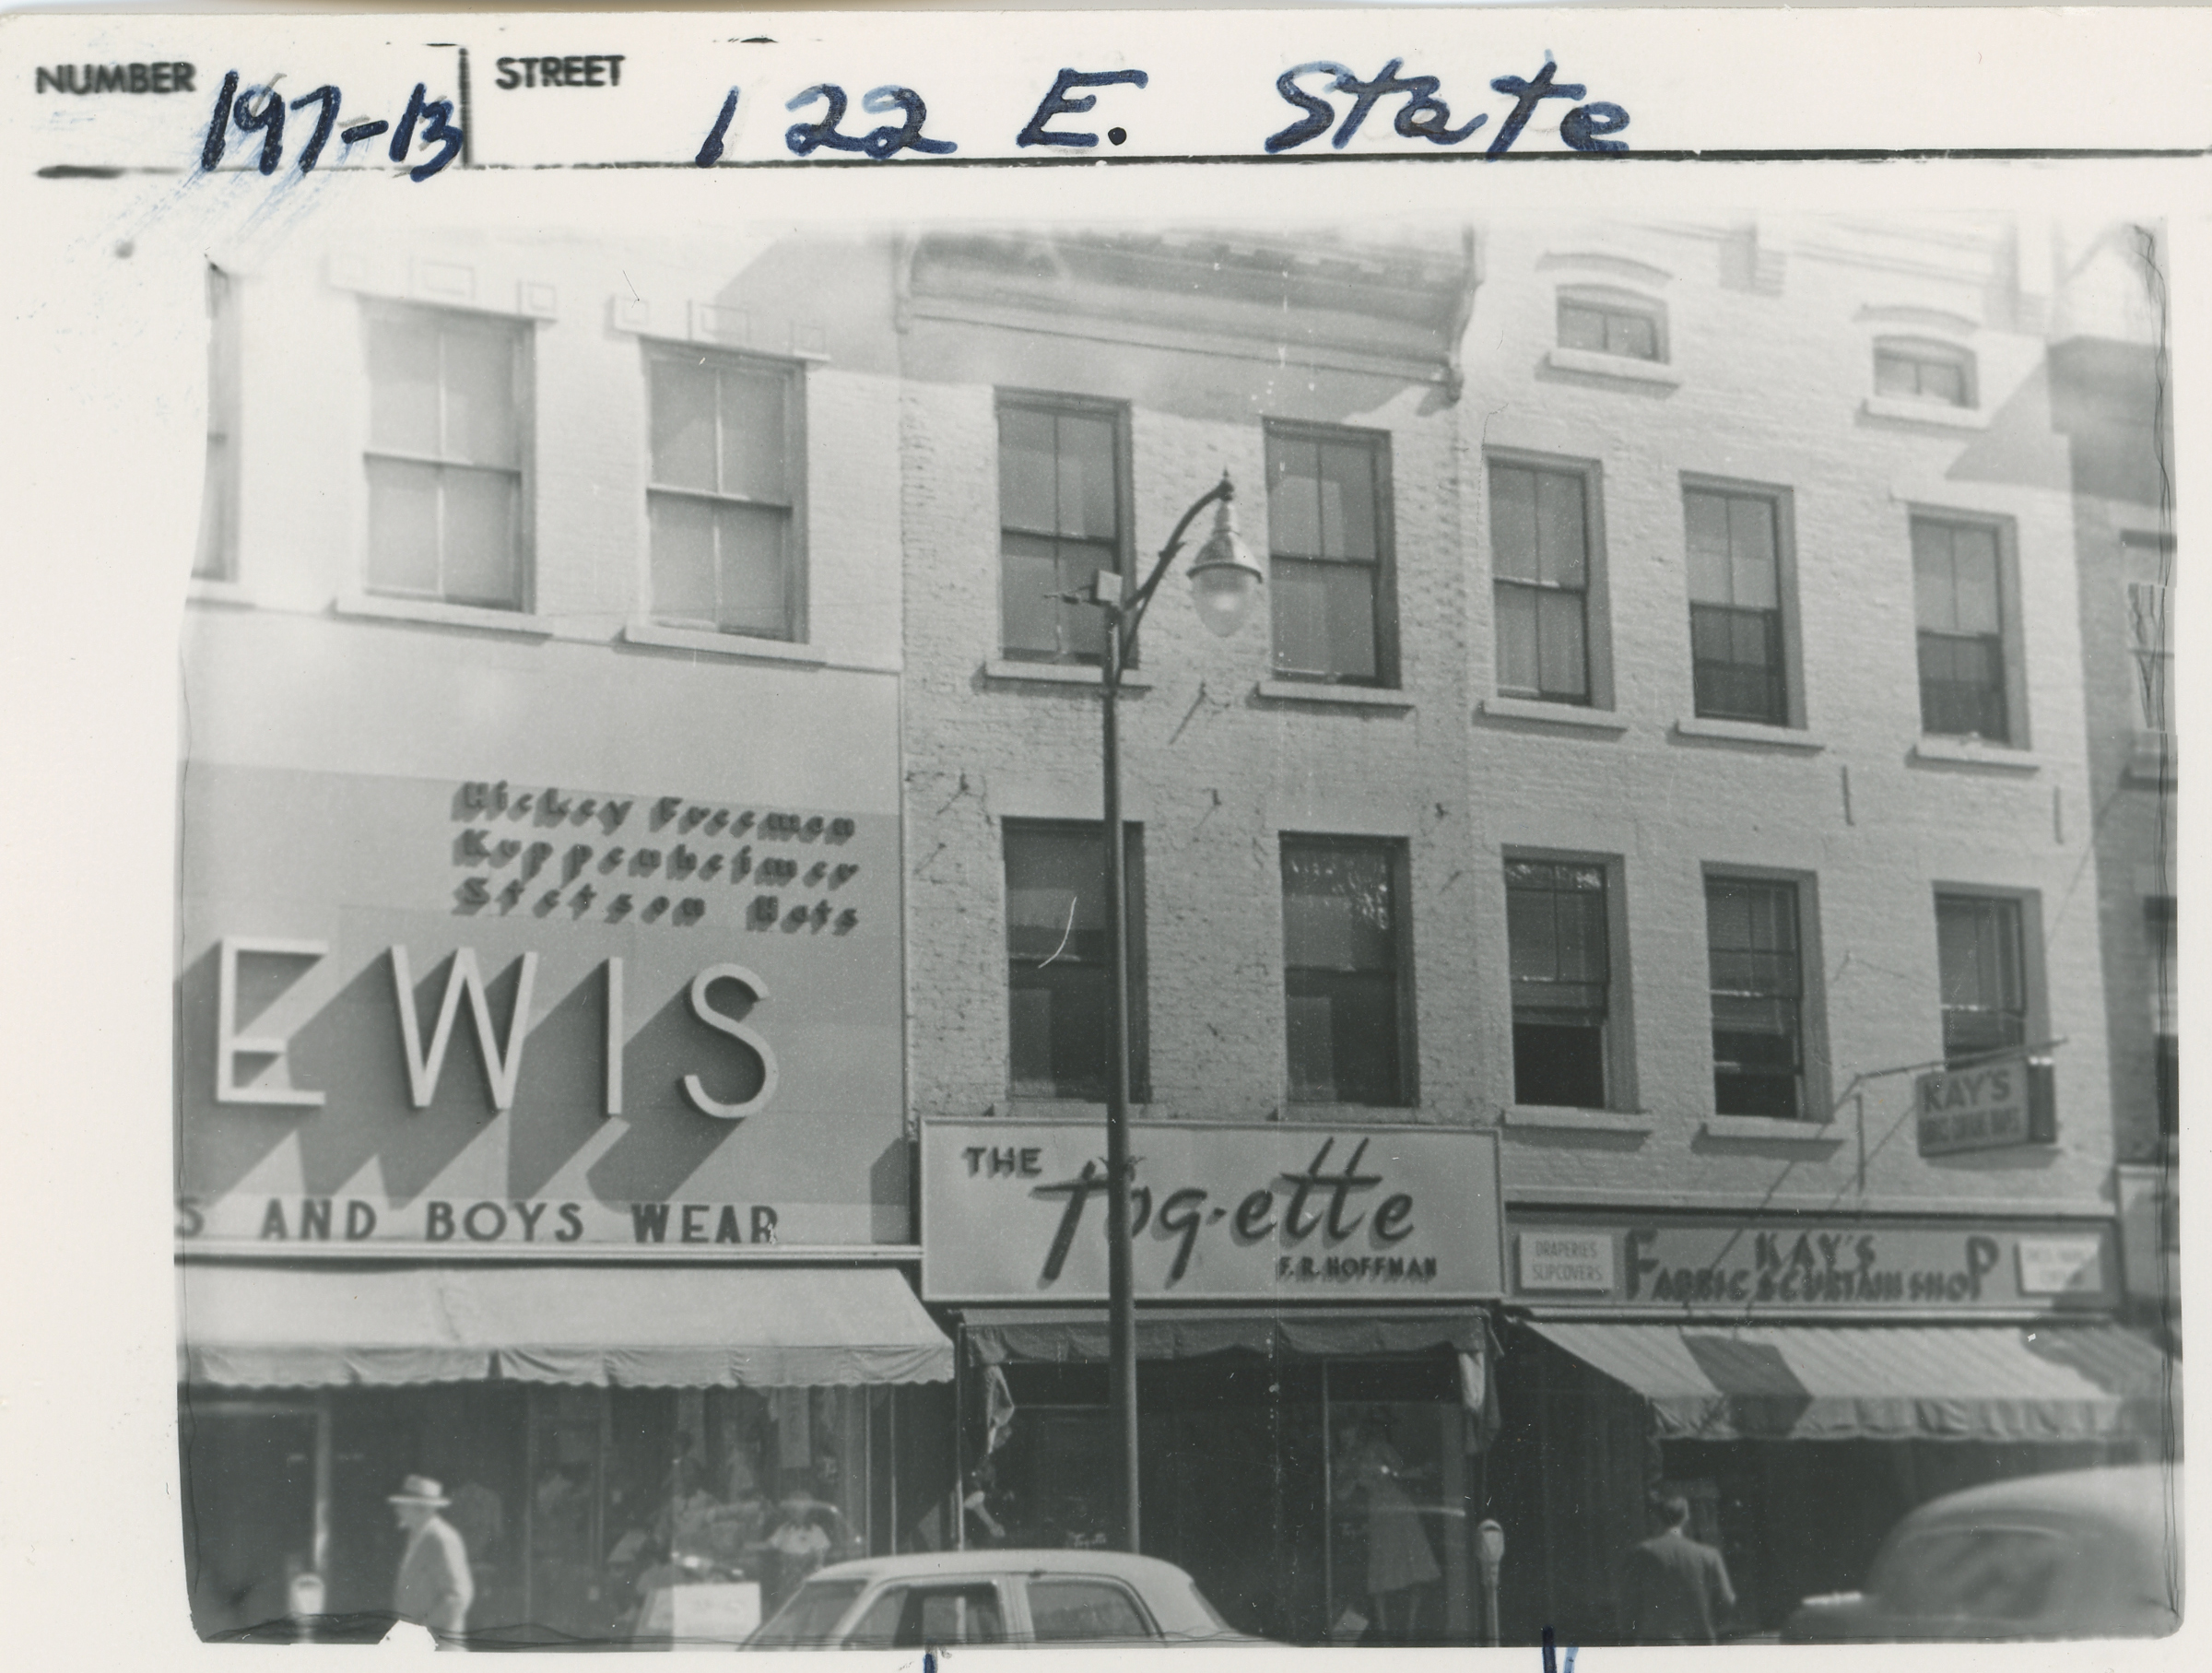 NUMBER 197-13 STREET 122 E. State
Hickey Freeman
Kuppenheimer
Stetson Hats
EWIS
S AND BOYS WEAR
THE Tog-ette
F.R. HOFFMAN
KAY'S
DRAPERIES
SLIPCOVERS
KAY'S
FABRIC & CURTAIN SHOP